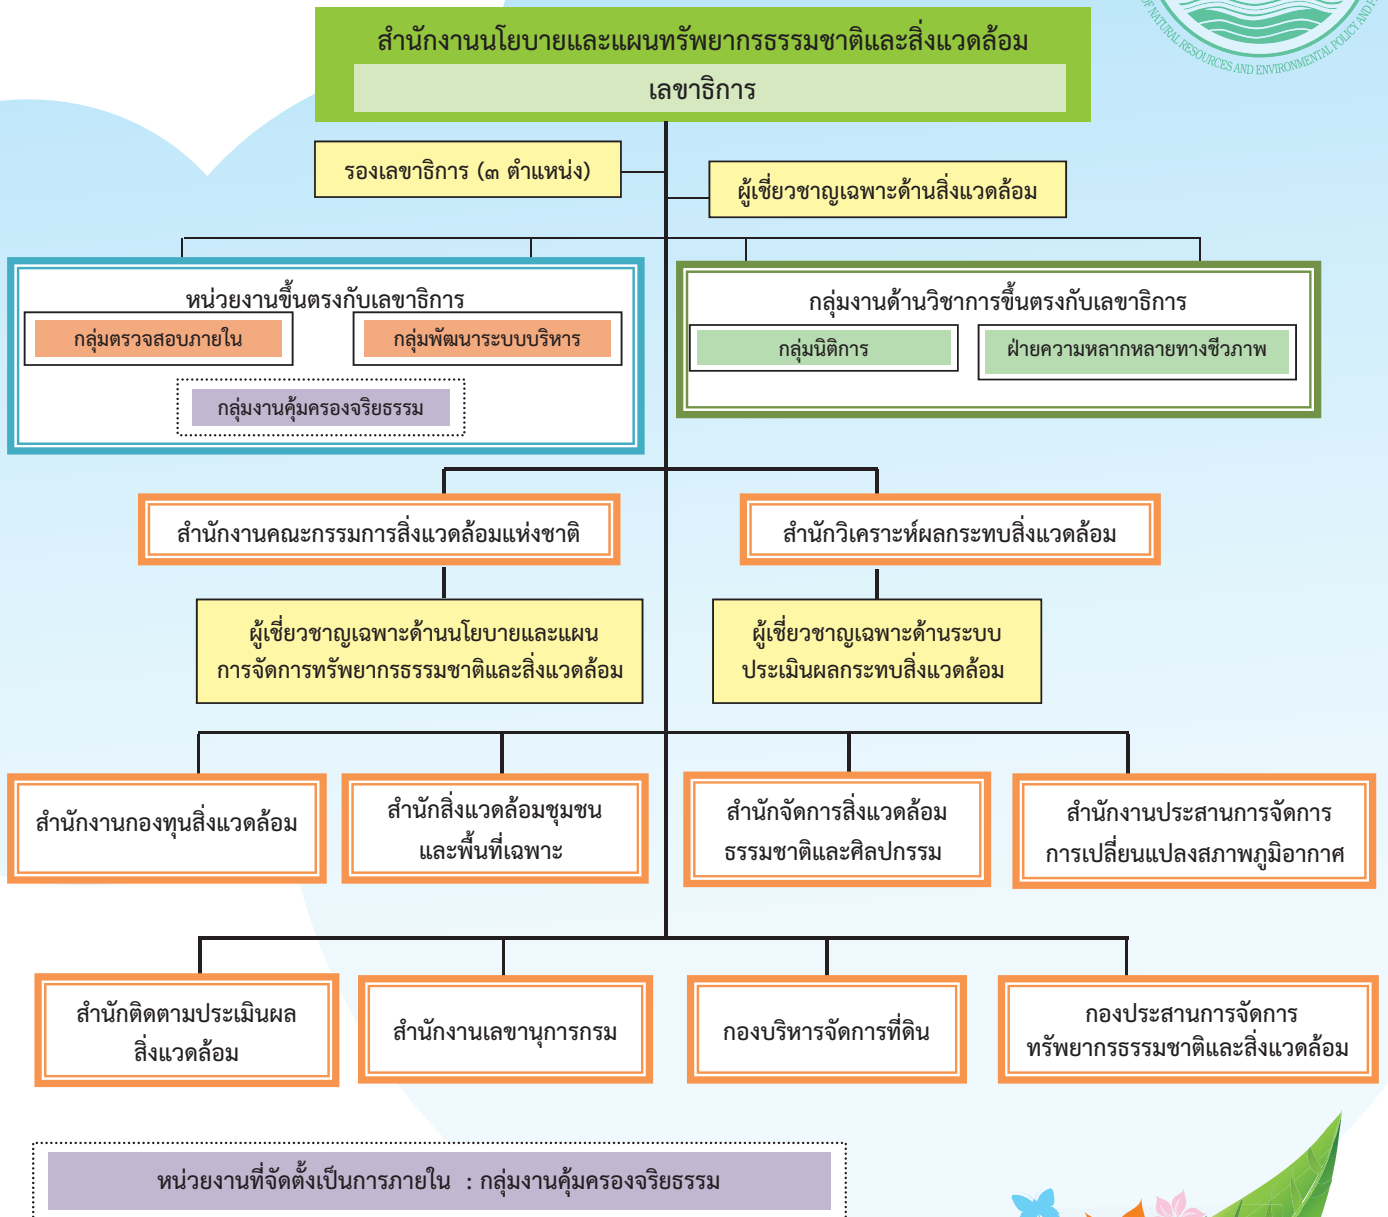 สำนักงานนโยบายและแผนทรัพยากรธรรมชาติและสิ่งแวดล้อม
OF NATURAL RESOURCES AND ENVIRONMENTAL POLICY AND
เลขาธิการ
รองเลขาธิการ (๓ ตำแหน่ง)
ผู้เชี่ยวชาญเฉพาะด้านสิ่งแวดล้อม
หน่วยงานขึ้นตรงกับเลขาธิการ
กลุ่มตรวจสอบภายใน
กลุ่มพัฒนาระบบบริหาร
กลุ่มงานคุ้มครองจริยธรรม
กลุ่มงานด้านวิชาการขึ้นตรงกับเลขาธิการ
กลุ่มนิติการ
ฝ่ายความหลากหลายทางชีวภาพ
สำนักงานคณะกรรมการสิ่งแวดล้อมแห่งชาติ
สำนักวิเคราะห์ผลกระทบสิ่งแวดล้อม
ผู้เชี่ยวชาญเฉพาะด้านนโยบายและแผน
การจัดการทรัพยากรธรรมชาติและสิ่งแวดล้อม
ผู้เชี่ยวชาญเฉพาะด้านระบบ
ประเมินผลกระทบสิ่งแวดล้อม
สำนักงานกองทุนสิ่งแวดล้อม
สำนักสิ่งแวดล้อมชุมชน
และพื้นที่เฉพาะ
สำนักจัดการสิ่งแวดล้อม
ธรรมชาติและศิลปกรรม
สำนักงานประสานการจัดการ
การเปลี่ยนแปลงสภาพภูมิอากาศ
สำนักติดตามประเมินผล
สิ่งแวดล้อม
สำนักงานเลขานุการกรม
กองบริหารจัดการที่ดิน
กองประสานการจัดการ
ทรัพยากรธรรมชาติและสิ่งแวดล้อม
หน่วยงานที่จัดตั้งเป็นการภายใน : กลุ่มงานคุ้มครองจริยธรรม